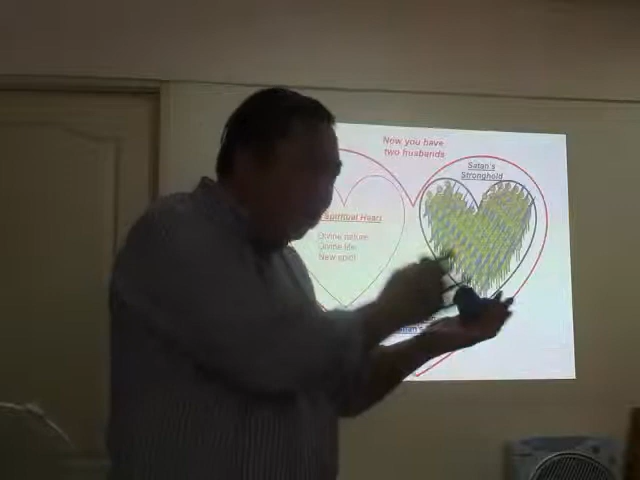 Now you have
two husbands
Satan's
Stronghold
Spiritual Heart
Divine nature
Divine life
New spirit